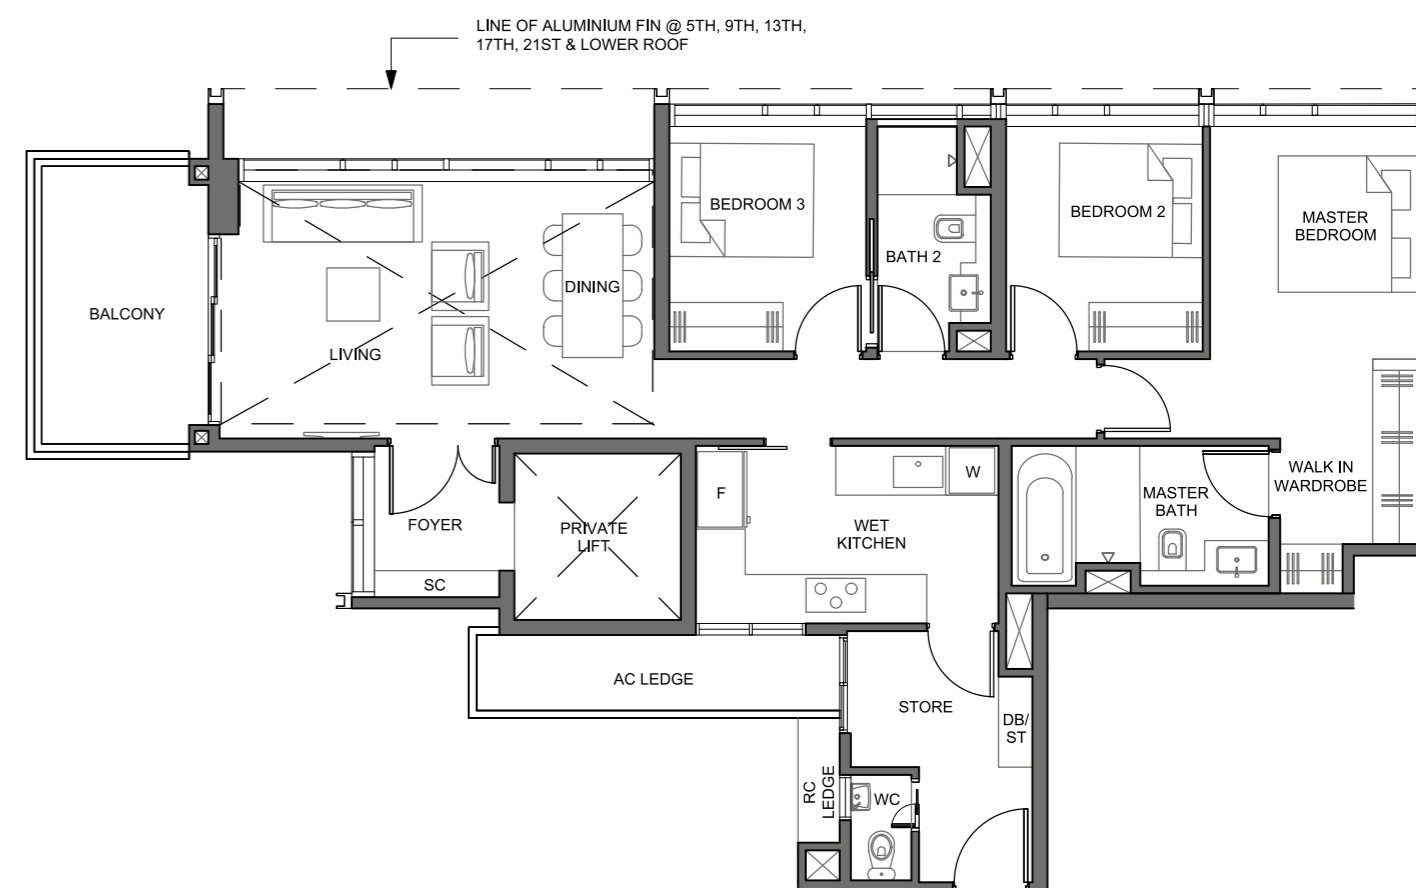 LINE OF ALUMINIUM FIN @ 5TH, 9TH, 13TH,
17TH, 21ST & LOWER ROOF
BALCONY
LIVING
DINING
BEDROOM 3
BATH 2
BEDROOM 2
MASTER
BEDROOM
FOYER
SC
PRIVATE
LIFT
F
WET
KITCHEN
W
MASTER
BATH
WALK IN
WARDROBE
AC LEDGE
STORE
DB/
ST
RC
LEDGE
WC